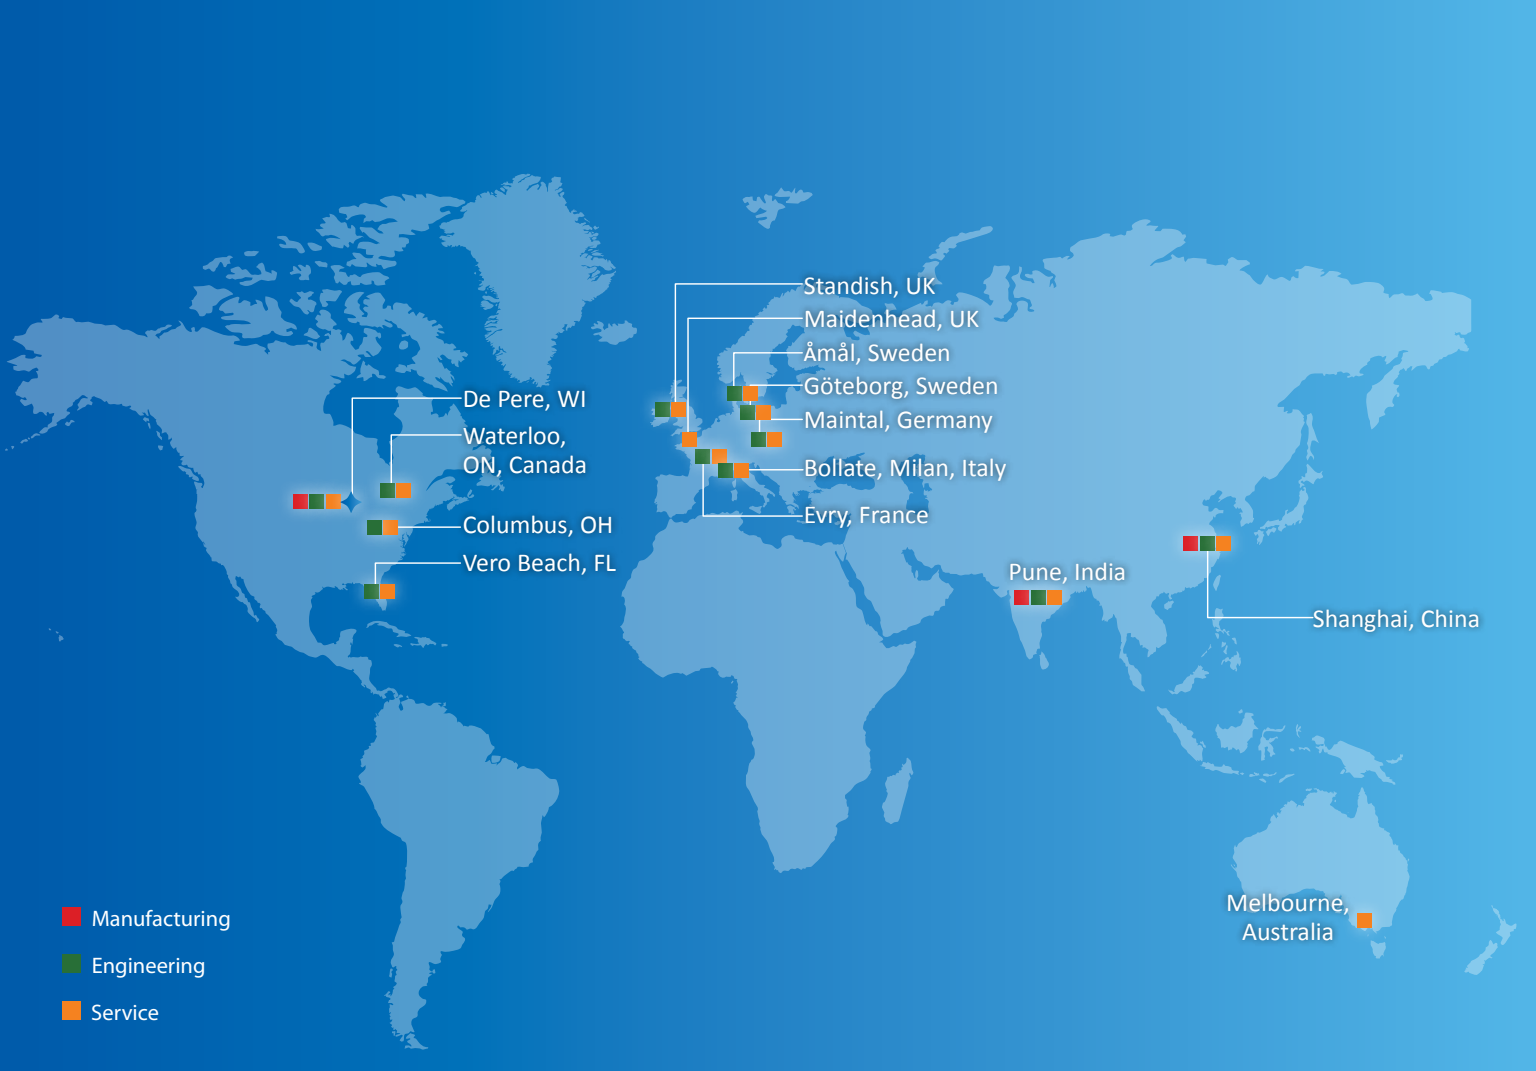 Standish, UK
Maidenhead, UK
Åmål, Sweden
Göteborg, Sweden
Maintal, Germany
Bollate, Milan, Italy
Evry, France
De Pere, WI
Waterloo,
ON, Canada
Columbus, OH
Vero Beach, FL
Pune, India
Shanghai, China
Melbourne,
Australia
Manufacturing
Engineering
Service